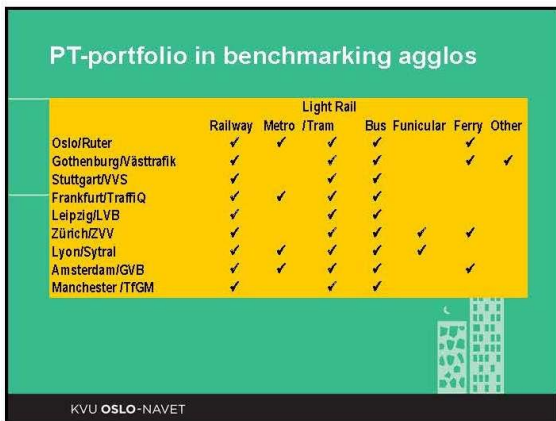 PT-portfolio in benchmarking agglos
Light Rail
Railway Metro /Tram Bus Funicular Ferry Other
Oslo/Ruter ✓ ✓ ✓ ✓ ✓
Gothenburg/Västtrafik ✓ ✓ ✓ ✓ ✓
Stuttgart/VVS ✓ ✓ ✓
Frankfurt/TraffiQ ✓ ✓ ✓ ✓
Leipzig/LVB ✓ ✓ ✓
Zürich/ZVV ✓ ✓ ✓ ✓ ✓
Lyon/Sytral ✓ ✓ ✓ ✓ ✓
Amsterdam/GVB ✓ ✓ ✓ ✓ ✓
Manchester /TfGM ✓ ✓ ✓
KVU OSLO-NAVET